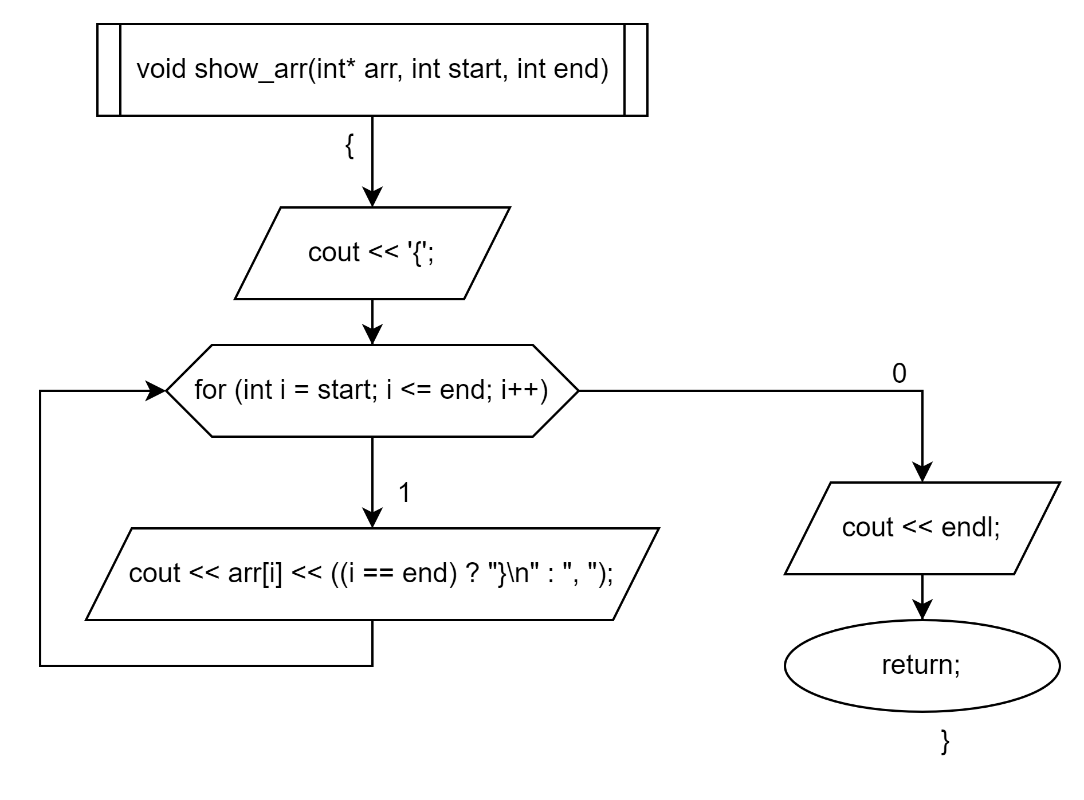 void show_arr(int* arr, int start, int end)
{
cout << '{';
for (int i = start; i <= end; i++)
0
1
cout << arr[i] << ((i == end) ? "}\n" : ", ");
cout << endl;
return;
}